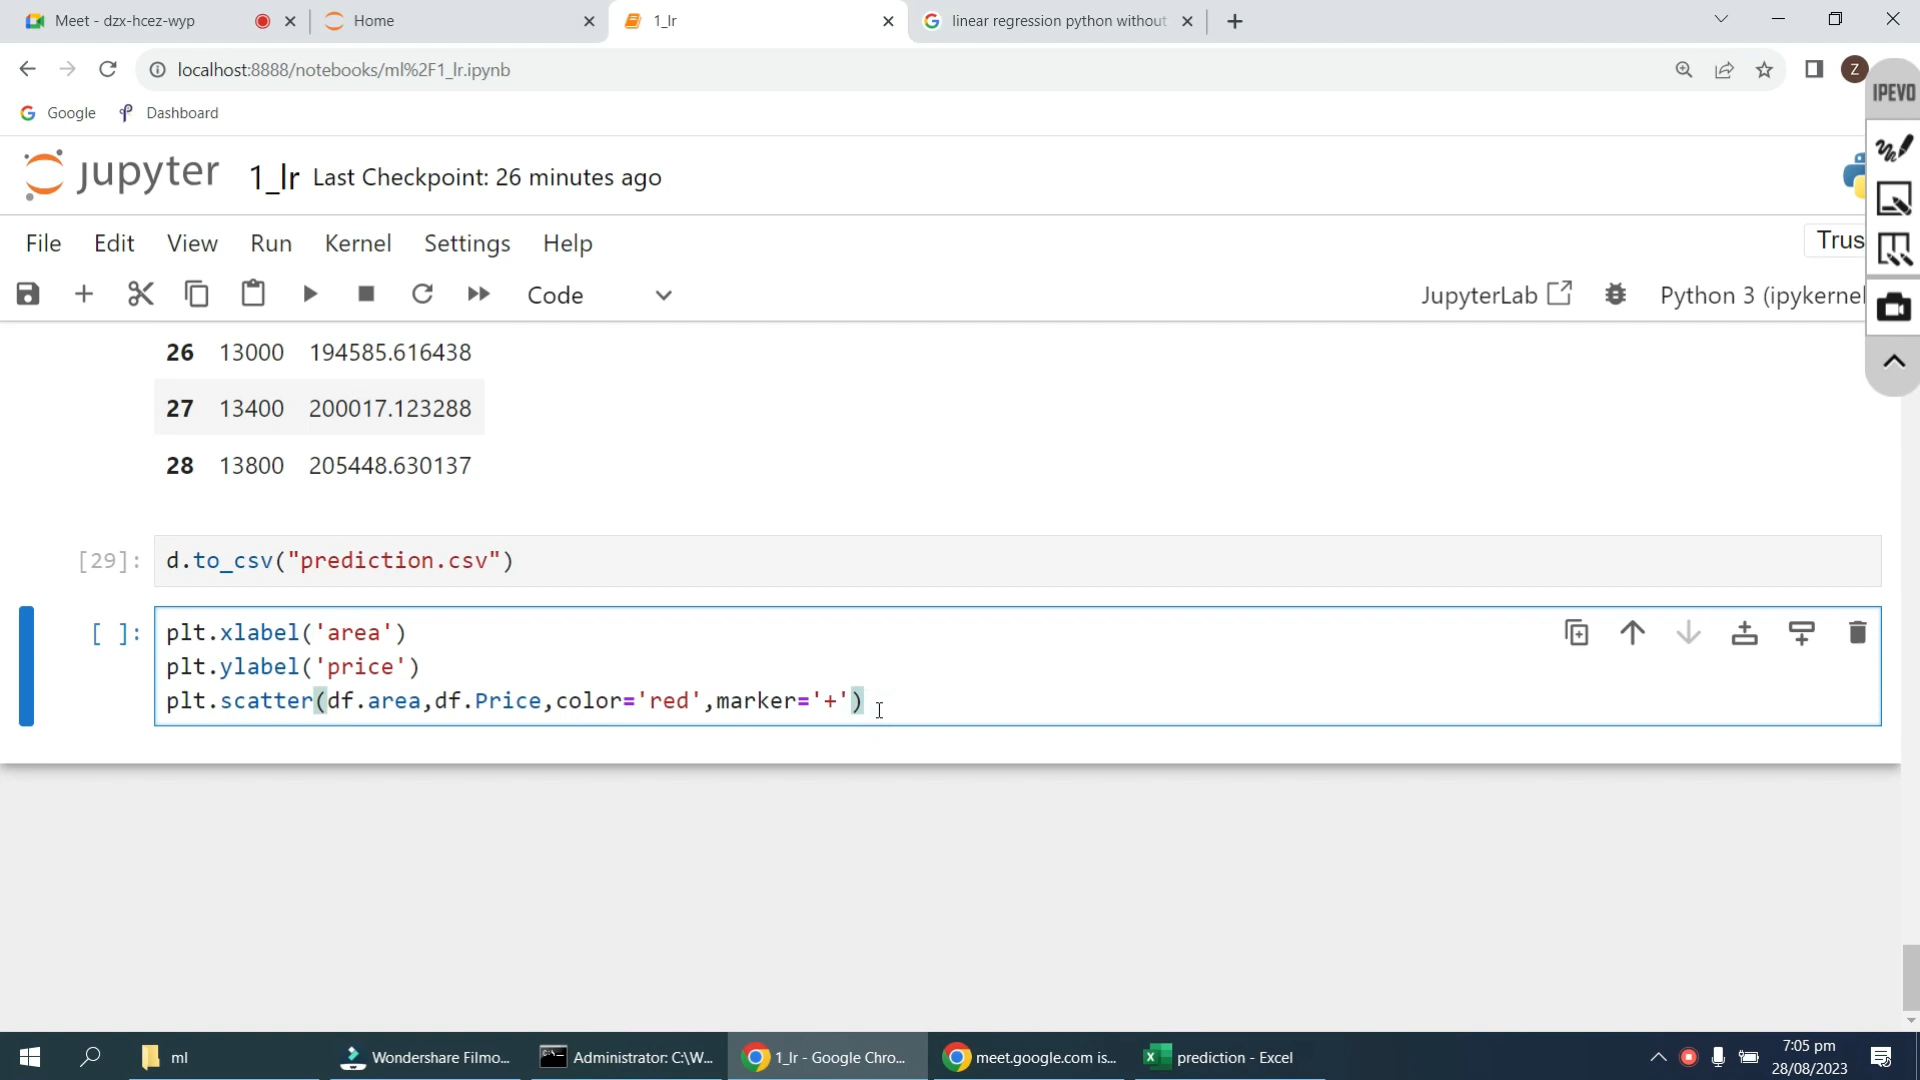 Meet - dzx-hcez-wyp
Home
1_lr
linear regression python without
localhost:8888/notebooks/ml%2F1_lr.ipynb
Z
Google
Dashboard
IPEVO
jupyter 1_lr Last Checkpoint: 26 minutes ago
File Edit View Run Kernel Settings Help
Trus
Code
JupyterLab
Python 3 (ipykernel
26 13000 194585.616438
27 13400 200017.123288
28 13800 205448.630137
[29]: d.to_csv("prediction.csv")
[ ]: plt.xlabel('area')
plt.ylabel('price')
plt.scatter(df.area,df.Price,color='red',marker='+')
ml
Wondershare Filmo...
Administrator: C:\W...
1_lr - Google Chro...
meet.google.com is...
prediction - Excel
7:05 pm
28/08/2023